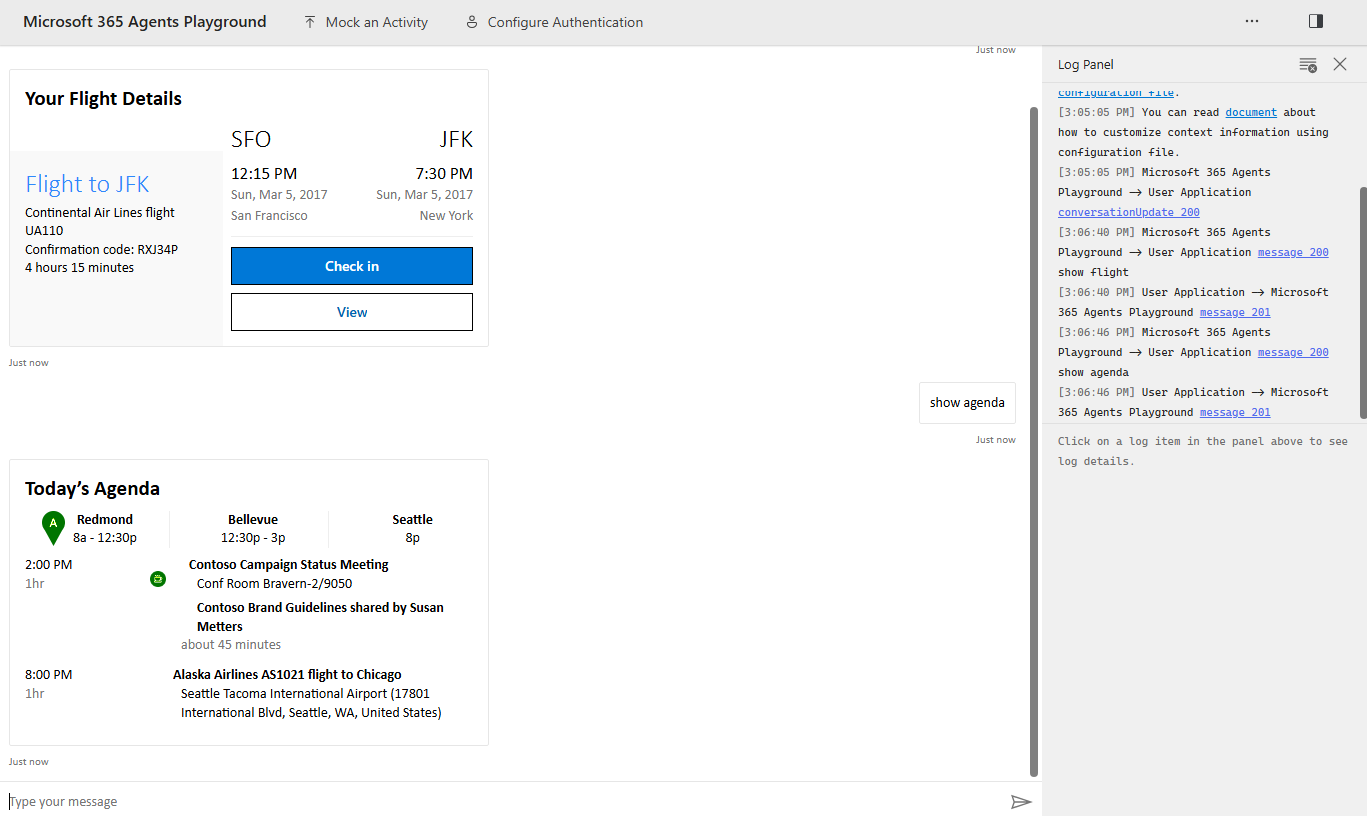 Microsoft 365 Agents Playground
Mock an Activity
Configure Authentication
Just now
Your Flight Details
Flight to JFK
Continental Air Lines flight
UA110
Confirmation code: RXJ34P
4 hours 15 minutes
SFO
JFK
12:15 PM
7:30 PM
Sun, Mar 5, 2017
Sun, Mar 5, 2017
San Francisco
New York
Check in
View
Just now
show agenda
Just now
Today’s Agenda
A
Redmond
8a - 12:30p
Bellevue
12:30p - 3p
Seattle
8p
2:00 PM
1hr
Contoso Campaign Status Meeting
Conf Room Bravern-2/9050
Contoso Brand Guidelines shared by Susan
Metters
about 45 minutes
8:00 PM
1hr
Alaska Airlines AS1021 flight to Chicago
Seattle Tacoma International Airport (17801
International Blvd, Seattle, WA, United States)
Just now
Type your message
Log Panel
configuration file.
[3:05:05 PM] You can read document about
how to customize context information using
configuration file.
[3:05:05 PM] Microsoft 365 Agents
Playground → User Application
conversationUpdate 200
[3:06:40 PM] Microsoft 365 Agents
Playground → User Application message 200
show flight
[3:06:40 PM] User Application → Microsoft
365 Agents Playground message 201
[3:06:46 PM] Microsoft 365 Agents
Playground → User Application message 200
show agenda
[3:06:46 PM] User Application → Microsoft
365 Agents Playground message 201
Click on a log item in the panel above to see
log details.